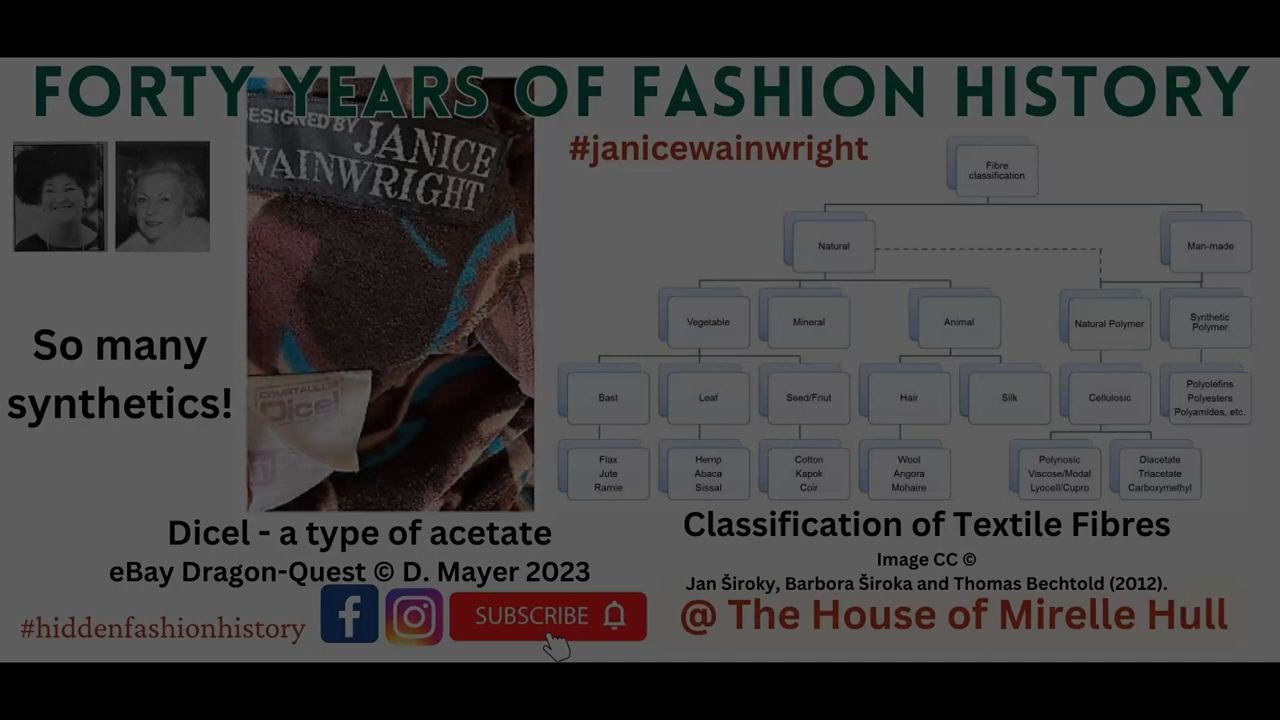 FORTY YEARS OF FASHION HISTORY
DESIGNED BY JANICE
WAINWRIGHT
#janicewainwright
So many
synthetics!
COURTAULDS
Dicel
Fibre
classification
Natural
Man-made
Vegetable
Mineral
Animal
Natural Polymer
Synthetic
Polymer
Bast
Leaf
Seed/Friut
Hair
Silk
Cellulosic
Polyolefins
Polyesters
Polyamides, etc.
Flax
Jute
Ramie
Hemp
Abaca
Sissal
Cotton
Kapok
Coir
Wool
Angora
Mohaire
Polynosic
Viscose/Modal
Lyocell/Cupro
Diacetate
Triacetate
Carboxymethyl
Dicel - a type of acetate
eBay Dragon-Quest © D. Mayer 2023
Classification of Textile Fibres
Image CC ©
Jan Široky, Barbora Široka and Thomas Bechtold (2012).
#hiddenfashionhistory
SUBSCRIBE
@ The House of Mirelle Hull